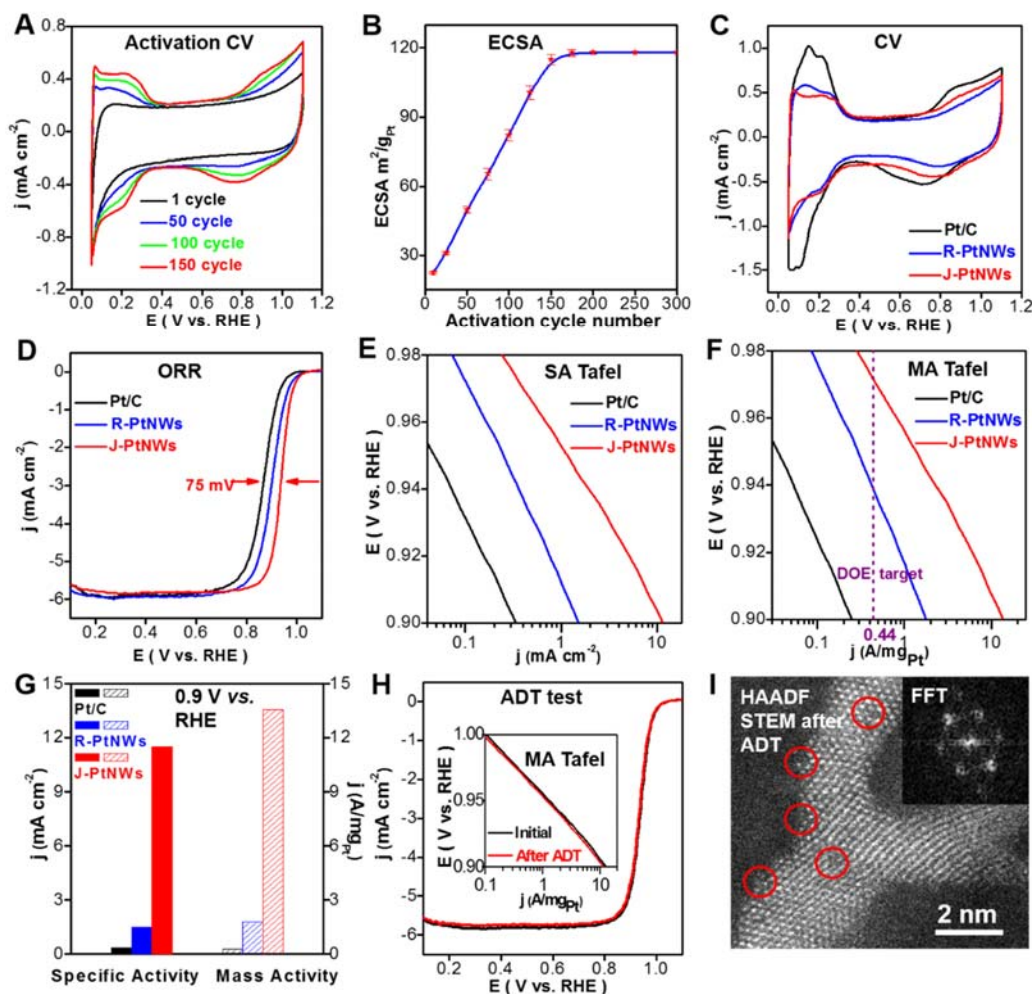 A
Activation CV
j (mA cm⁻²)
0.8
0.4
0.0
-0.4
-0.8
-1.2
1 cycle
50 cycle
100 cycle
150 cycle
0.0 0.2 0.4 0.6 0.8 1.0 1.2
E ( V vs. RHE )
B
ECSA
ECSA m²/gPt
120
90
60
30
0 50 100 150 200 250 300
Activation cycle number
C
CV
j (mA cm⁻²)
1.0
0.5
0.0
-0.5
-1.0
-1.5
Pt/C
R-PtNWs
J-PtNWs
0.0 0.2 0.4 0.6 0.8 1.0 1.2
E ( V vs. RHE )
D
ORR
j (mA cm⁻²)
0
-1
-2
-3
-4
-5
-6
Pt/C
R-PtNWs
J-PtNWs
75 mV
0.2 0.4 0.6 0.8 1.0
E ( V vs. RHE )
E
SA Tafel
E ( V vs. RHE)
0.98
0.96
0.94
0.92
0.90
Pt/C
R-PtNWs
J-PtNWs
0.1 1 10
j (mA cm⁻²)
F
MA Tafel
E ( V vs. RHE)
0.98
0.96
0.94
0.92
0.90
Pt/C
R-PtNWs
J-PtNWs
DOE target
0.1 1 10
0.44
j (A/mgPt)
G
0.9 V vs.
RHE
j (mA cm⁻²)
15
12
9
6
3
0
Pt/C
R-PtNWs
J-PtNWs
15
12
9
6
3
0
j (A/mgPt)
Specific Activity Mass Activity
H
ADT test
j (mA cm⁻²)
0
-1
-2
-3
-4
-5
-6
MA Tafel
E ( V vs. RHE)
1.00
0.95
0.90
Initial
After ADT
0.1 1 10
j (A/mgPt)
0.2 0.4 0.6 0.8 1.0
E ( V vs. RHE)
I
HAADF
STEM after
ADT
FFT
2 nm